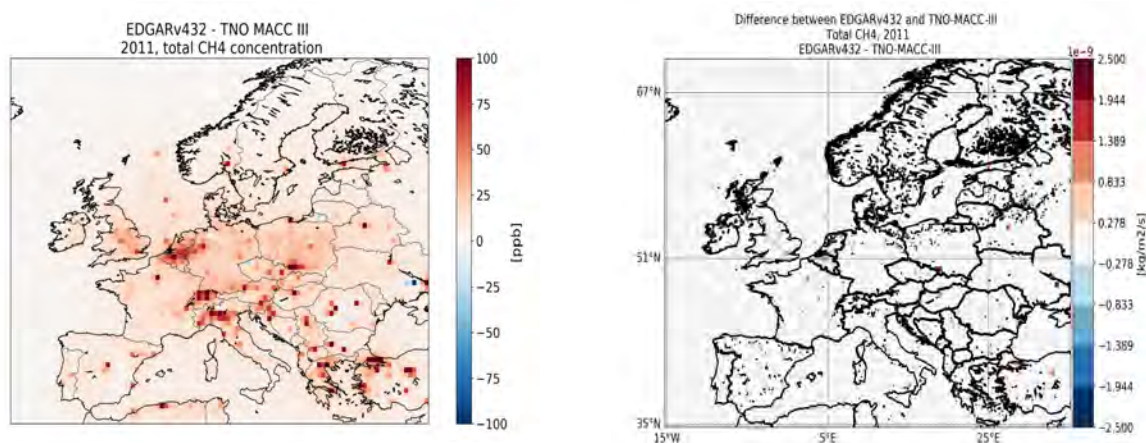 EDGARv432 - TNO MACC III
2011, total CH4 concentration
100
75
50
25
0
−25
−50
−75
−100
[ppb]
Difference between EDGARv432 and TNO-MACC-III
Total CH4, 2011
EDGARv432 - TNO-MACC-III
1e−9
67°N
51°N
35°N
15°W
5°E
25°E
2.500
1.944
1.389
0.833
0.278
−0.278
−0.833
−1.389
−1.944
−2.500
[kg/m2/s]